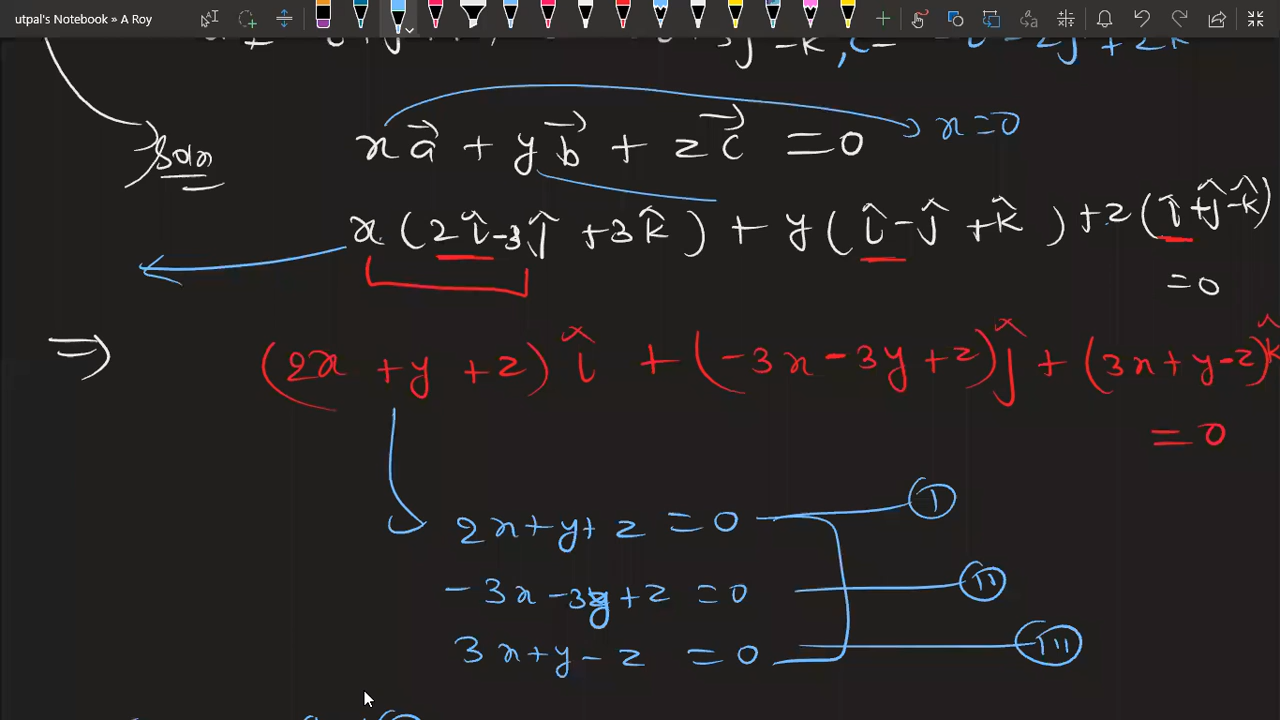 utpal's Notebook » A Roy
Soln
x a⃗ + y b⃗ + z c⃗ = 0
x = 0
x (2î - 3ĵ + 3k̂) + y (î - ĵ + k̂) + z (î + ĵ - k̂)
= 0
⇒ (2x + y + z) î + (-3x - 3y + z) ĵ + (3x + y - z) k̂
= 0
2x + y + z = 0 I
-3x - 3y + z = 0 II
3x + y - z = 0 III